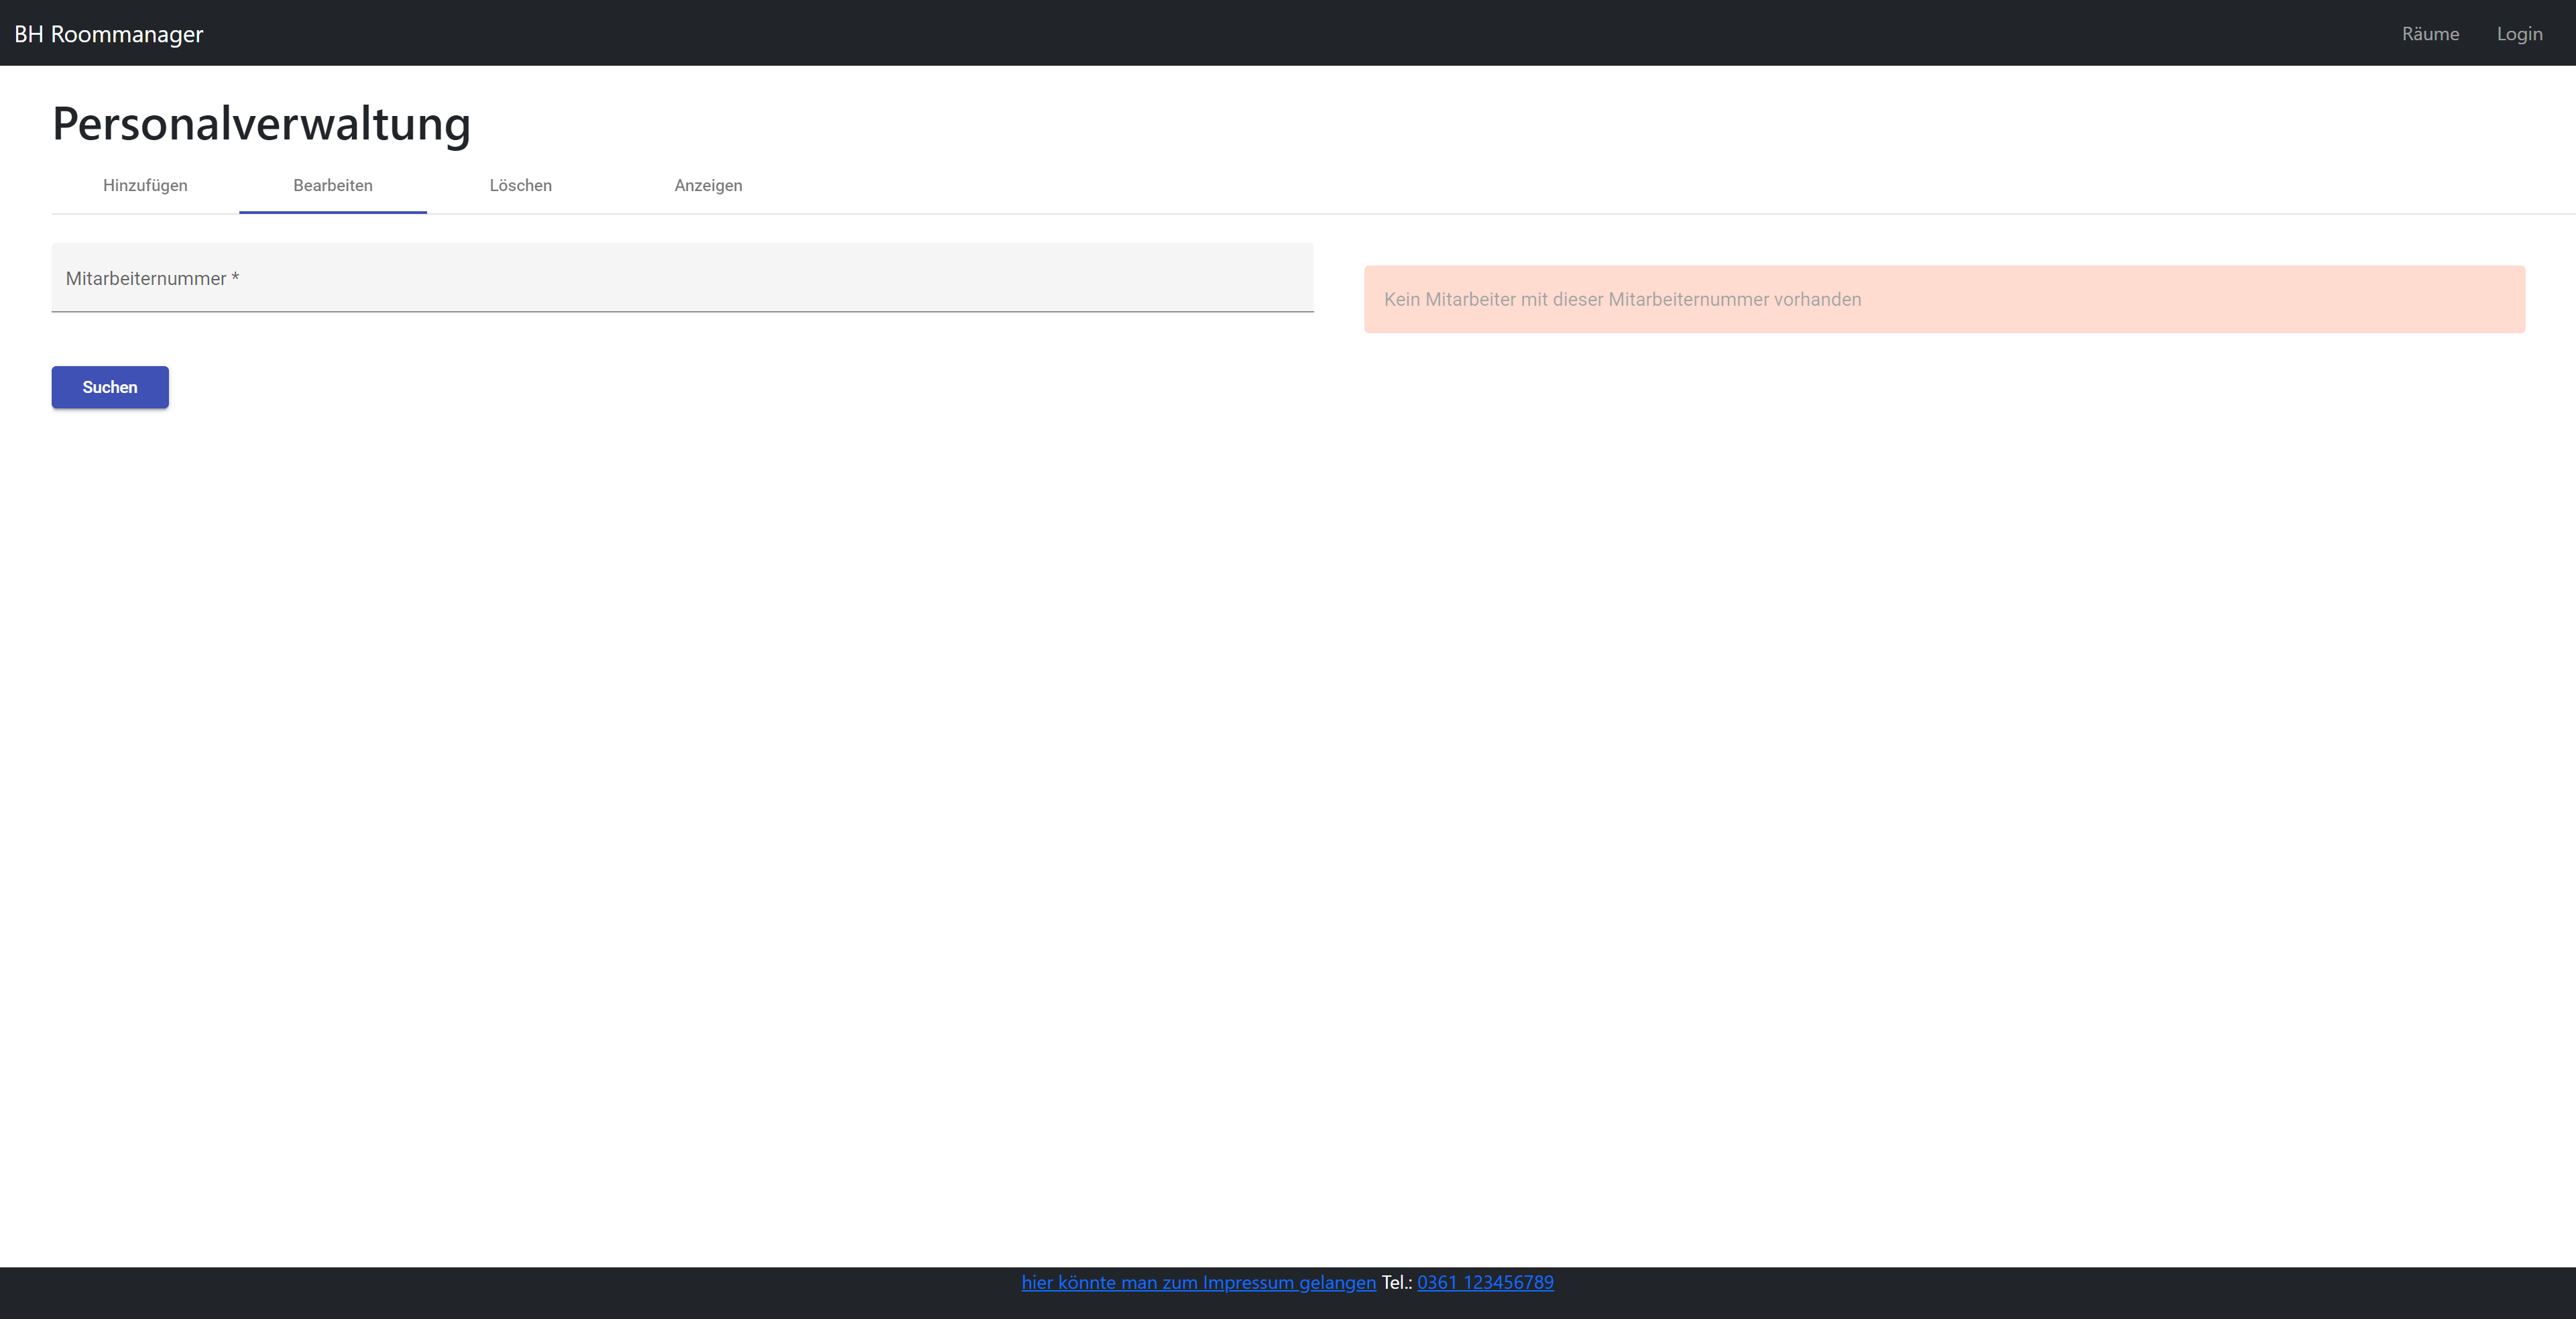 BH Roommanager Räume Login
Personalverwaltung
Hinzufügen Bearbeiten Löschen Anzeigen
Mitarbeiternummer *
Kein Mitarbeiter mit dieser Mitarbeiternummer vorhanden
Suchen
hier könnte man zum Impressum gelangen Tel.: 0361 123456789